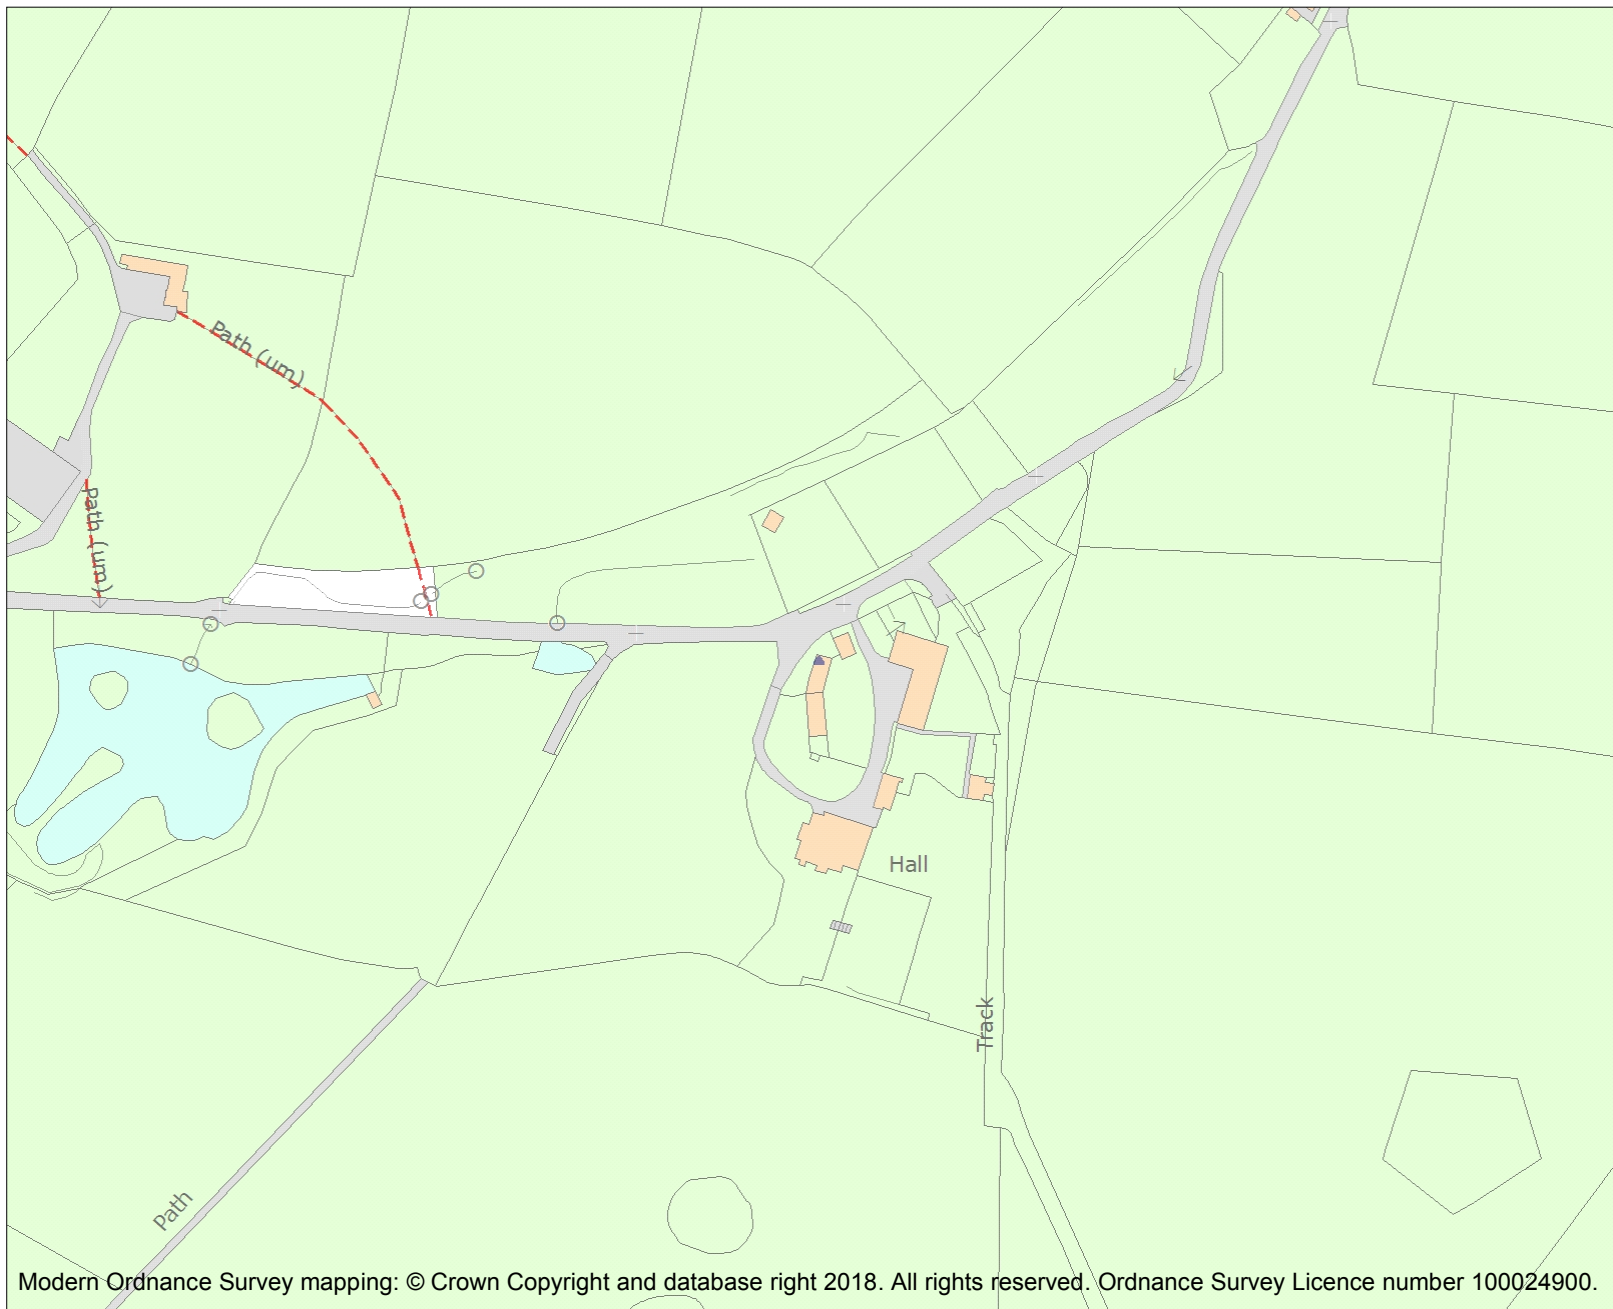 Path (um)
Path (um)
Hall
Track
Path
Modern Ordnance Survey mapping: © Crown Copyright and database right 2018. All rights reserved. Ordnance Survey Licence number 100024900.